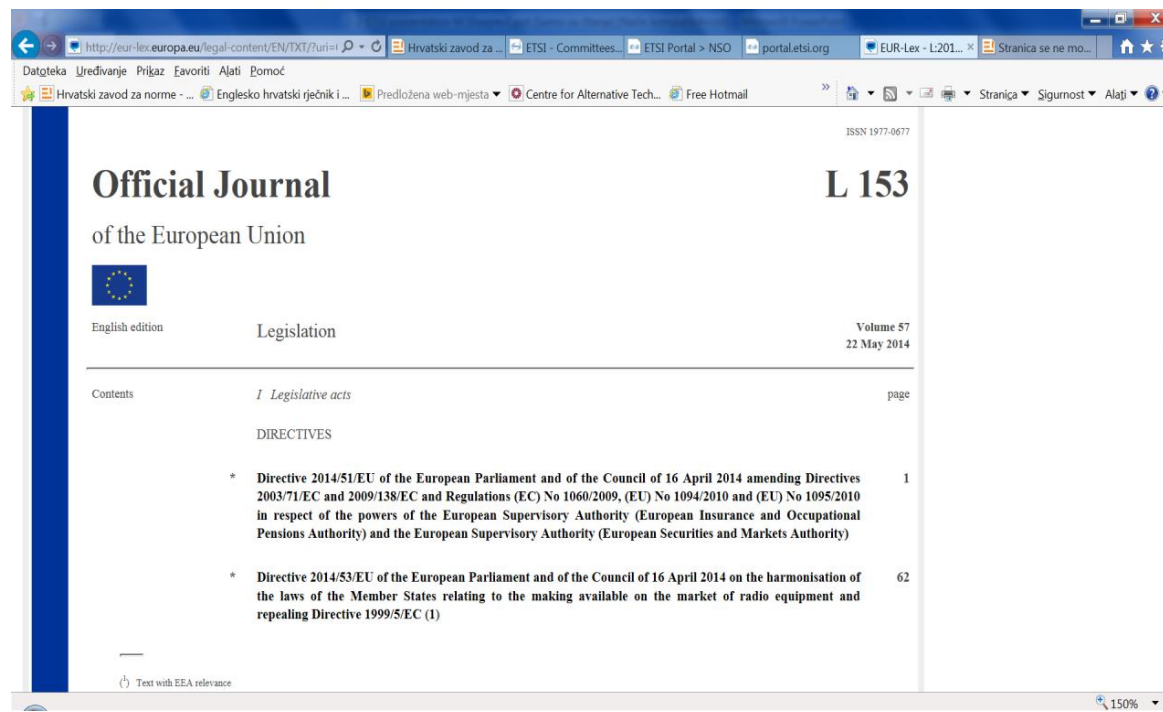 http://eur-lex.europa.eu/legal-content/EN/TXT/?uri=
Hrvatski zavod za ...
ETSI - Committees...
ETSI Portal > NSO
portal.etsi.org
EUR-Lex - L:201...
Stranica se ne mo...
Datoteka Uređivanje Prikaz Favoriti Alati Pomoć
Hrvatski zavod za norme - ... Englesko hrvatski rječnik i ... Predložena web-mjesta Centre for Alternative Tech... Free Hotmail » Stranica Sigurnost Alati
ISSN 1977-0677
Official Journal L 153
of the European Union
English edition Legislation Volume 57
22 May 2014
Contents I Legislative acts page
DIRECTIVES
* Directive 2014/51/EU of the European Parliament and of the Council of 16 April 2014 amending Directives 1
2003/71/EC and 2009/138/EC and Regulations (EC) No 1060/2009, (EU) No 1094/2010 and (EU) No 1095/2010
in respect of the powers of the European Supervisory Authority (European Insurance and Occupational
Pensions Authority) and the European Supervisory Authority (European Securities and Markets Authority)
* Directive 2014/53/EU of the European Parliament and of the Council of 16 April 2014 on the harmonisation of 62
the laws of the Member States relating to the making available on the market of radio equipment and
repealing Directive 1999/5/EC (1)
(1) Text with EEA relevance
150%